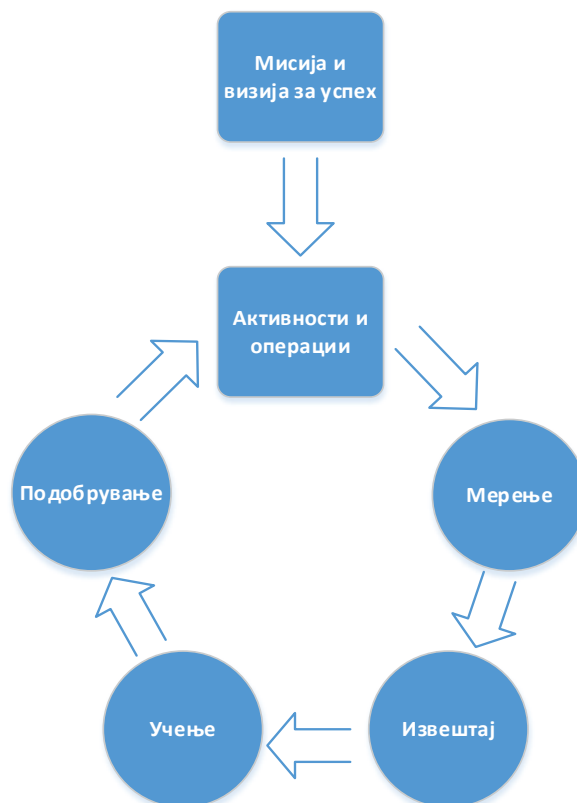 Мисија и
визија за успех
Активности и
операции
Мерење
Извештај
Учење
Подобрување